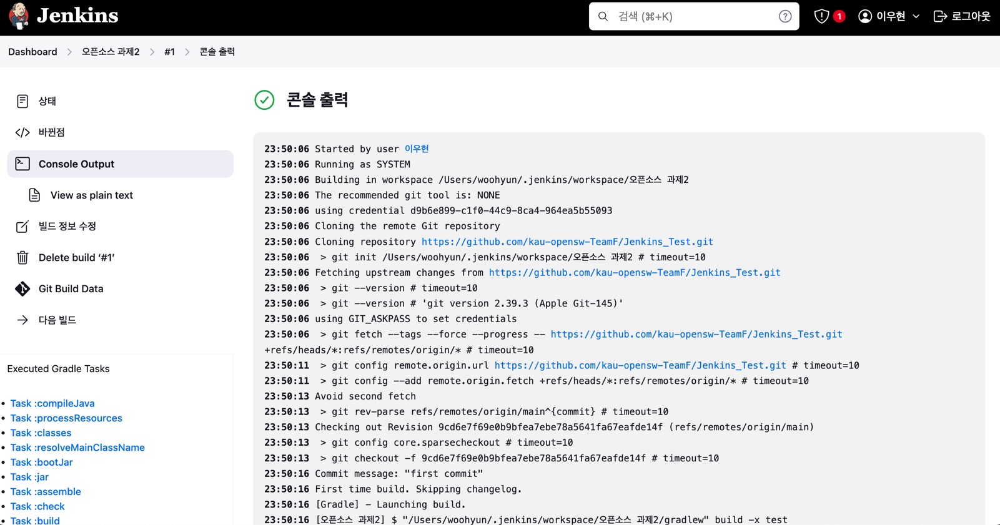 Jenkins
검색 (⌘+K)
1
이우현
로그아웃
Dashboard
오픈소스 과제2
#1
콘솔 출력
상태
바뀐점
Console Output
View as plain text
빌드 정보 수정
Delete build ‘#1’
Git Build Data
다음 빌드
Executed Gradle Tasks
Task :compileJava
Task :processResources
Task :classes
Task :resolveMainClassName
Task :bootJar
Task :jar
Task :assemble
Task :check
Task :build
콘솔 출력
23:50:06 Started by user 이우현
23:50:06 Running as SYSTEM
23:50:06 Building in workspace /Users/woohyun/.jenkins/workspace/오픈소스 과제2
23:50:06 The recommended git tool is: NONE
23:50:06 using credential d9b6e899-c1f0-44c9-8ca4-964ea5b55093
23:50:06 Cloning the remote Git repository
23:50:06 Cloning repository https://github.com/kau-opensw-TeamF/Jenkins_Test.git
23:50:06  > git init /Users/woohyun/.jenkins/workspace/오픈소스 과제2 # timeout=10
23:50:06 Fetching upstream changes from https://github.com/kau-opensw-TeamF/Jenkins_Test.git
23:50:06  > git --version # timeout=10
23:50:06  > git --version # 'git version 2.39.3 (Apple Git-145)'
23:50:06 using GIT_ASKPASS to set credentials
23:50:06  > git fetch --tags --force --progress -- https://github.com/kau-opensw-TeamF/Jenkins_Test.git
+refs/heads/*:refs/remotes/origin/* # timeout=10
23:50:11  > git config remote.origin.url https://github.com/kau-opensw-TeamF/Jenkins_Test.git # timeout=10
23:50:11  > git config --add remote.origin.fetch +refs/heads/*:refs/remotes/origin/* # timeout=10
23:50:13 Avoid second fetch
23:50:13  > git rev-parse refs/remotes/origin/main^{commit} # timeout=10
23:50:13 Checking out Revision 9cd6e7f69e0b9bfea7ebe78a5641fa67eafde14f (refs/remotes/origin/main)
23:50:13  > git config core.sparsecheckout # timeout=10
23:50:13  > git checkout -f 9cd6e7f69e0b9bfea7ebe78a5641fa67eafde14f # timeout=10
23:50:16 Commit message: "first commit"
23:50:16 First time build. Skipping changelog.
23:50:16 [Gradle] - Launching build.
23:50:16 [오픈소스 과제2] $ "/Users/woohyun/.jenkins/workspace/오픈소스 과제2/gradlew" build -x test